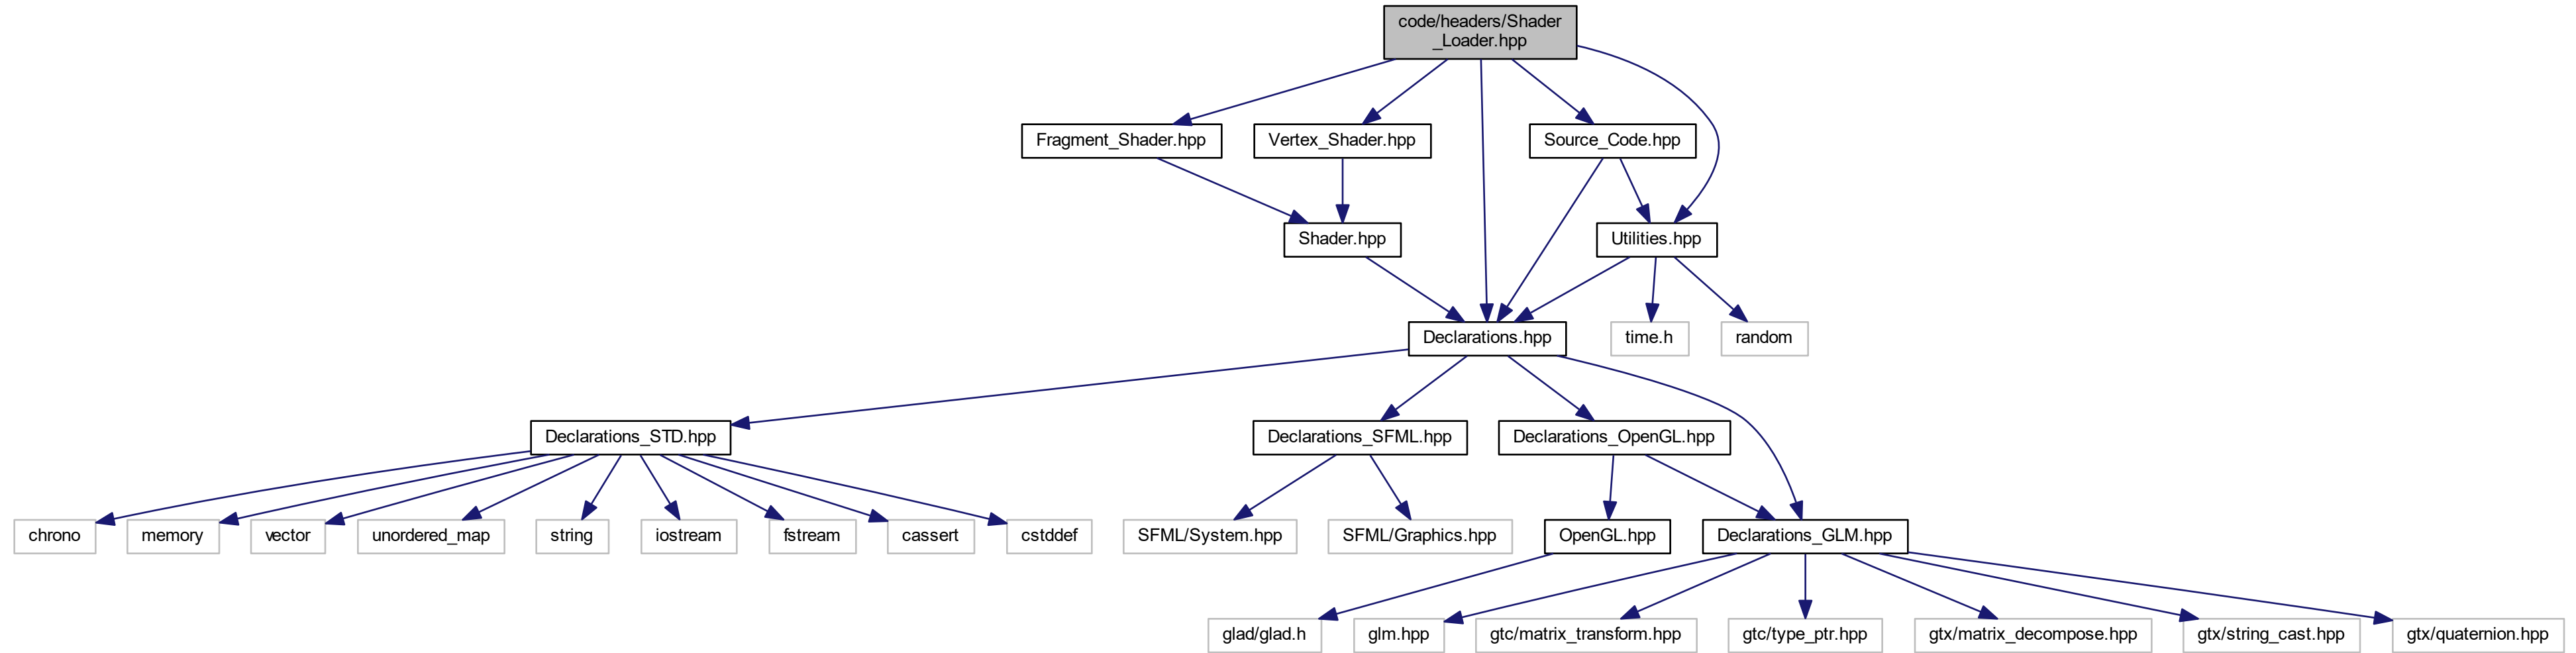 code/headers/Shader
_Loader.hpp
Fragment_Shader.hpp
Vertex_Shader.hpp
Source_Code.hpp
Shader.hpp
Utilities.hpp
Declarations.hpp
time.h
random
Declarations_STD.hpp
Declarations_SFML.hpp
Declarations_OpenGL.hpp
chrono
memory
vector
unordered_map
string
iostream
fstream
cassert
cstddef
SFML/System.hpp
SFML/Graphics.hpp
OpenGL.hpp
Declarations_GLM.hpp
glad/glad.h
glm.hpp
gtc/matrix_transform.hpp
gtc/type_ptr.hpp
gtx/matrix_decompose.hpp
gtx/string_cast.hpp
gtx/quaternion.hpp